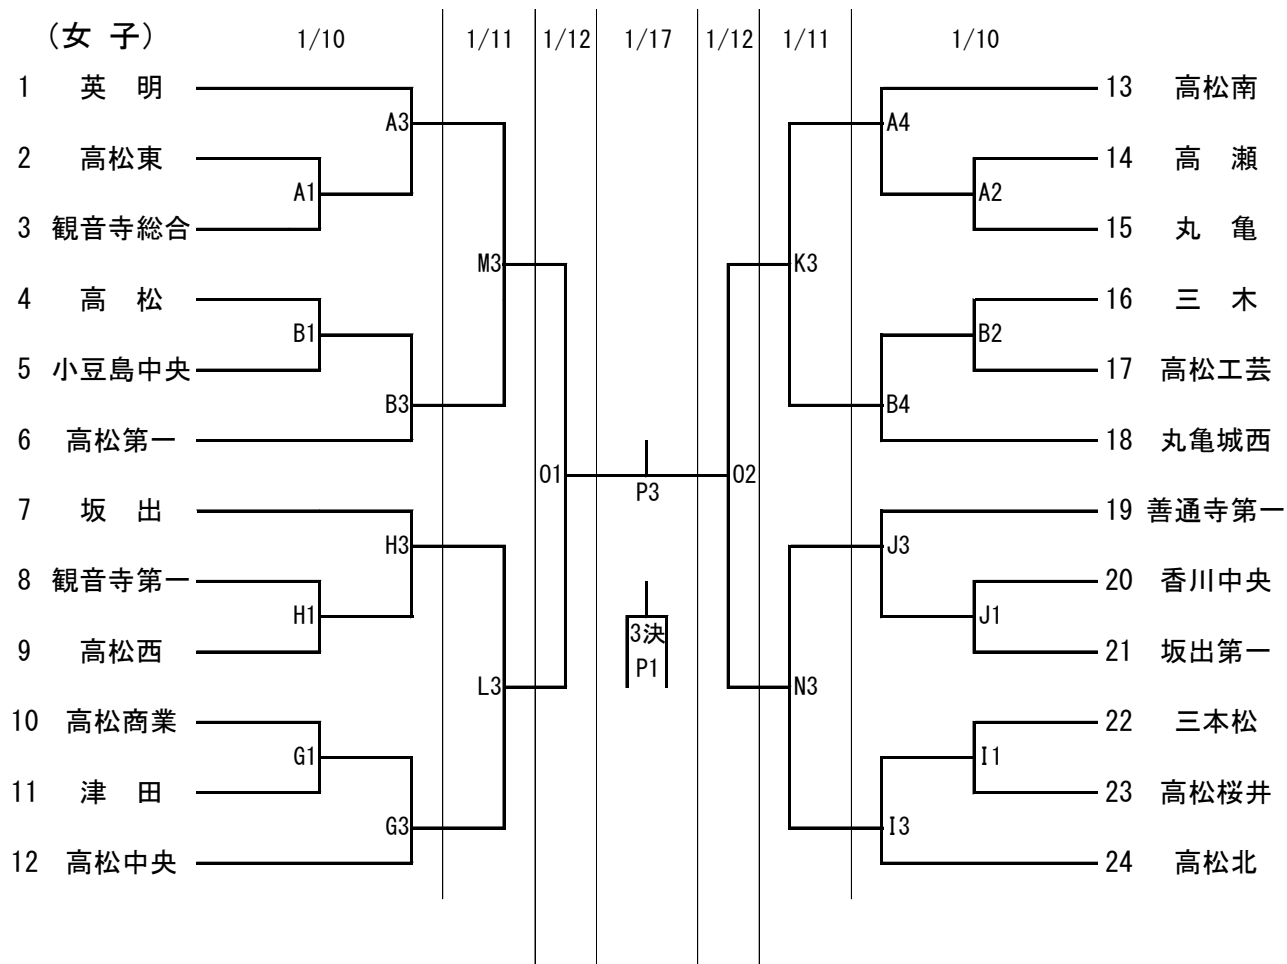 (女 子)
1/10 1/11 1/12 1/17 1/12 1/11 1/10
1 英 明
13 高松南
A3
A4
2 高松東
14 高 瀬
A1
A2
3 観音寺総合
15 丸 亀
M3
K3
4 高 松
16 三 木
B1
B2
5 小豆島中央
17 高松工芸
B3
B4
6 高松第一
18 丸亀城西
O1
O2
P3
7 坂 出
19 善通寺第一
H3
J3
8 観音寺第一
20 香川中央
H1
J1
3決
P1
9 高松西
21 坂出第一
L3
N3
10 高松商業
22 三本松
G1
I1
11 津 田
23 高松桜井
G3
I3
12 高松中央
24 高松北